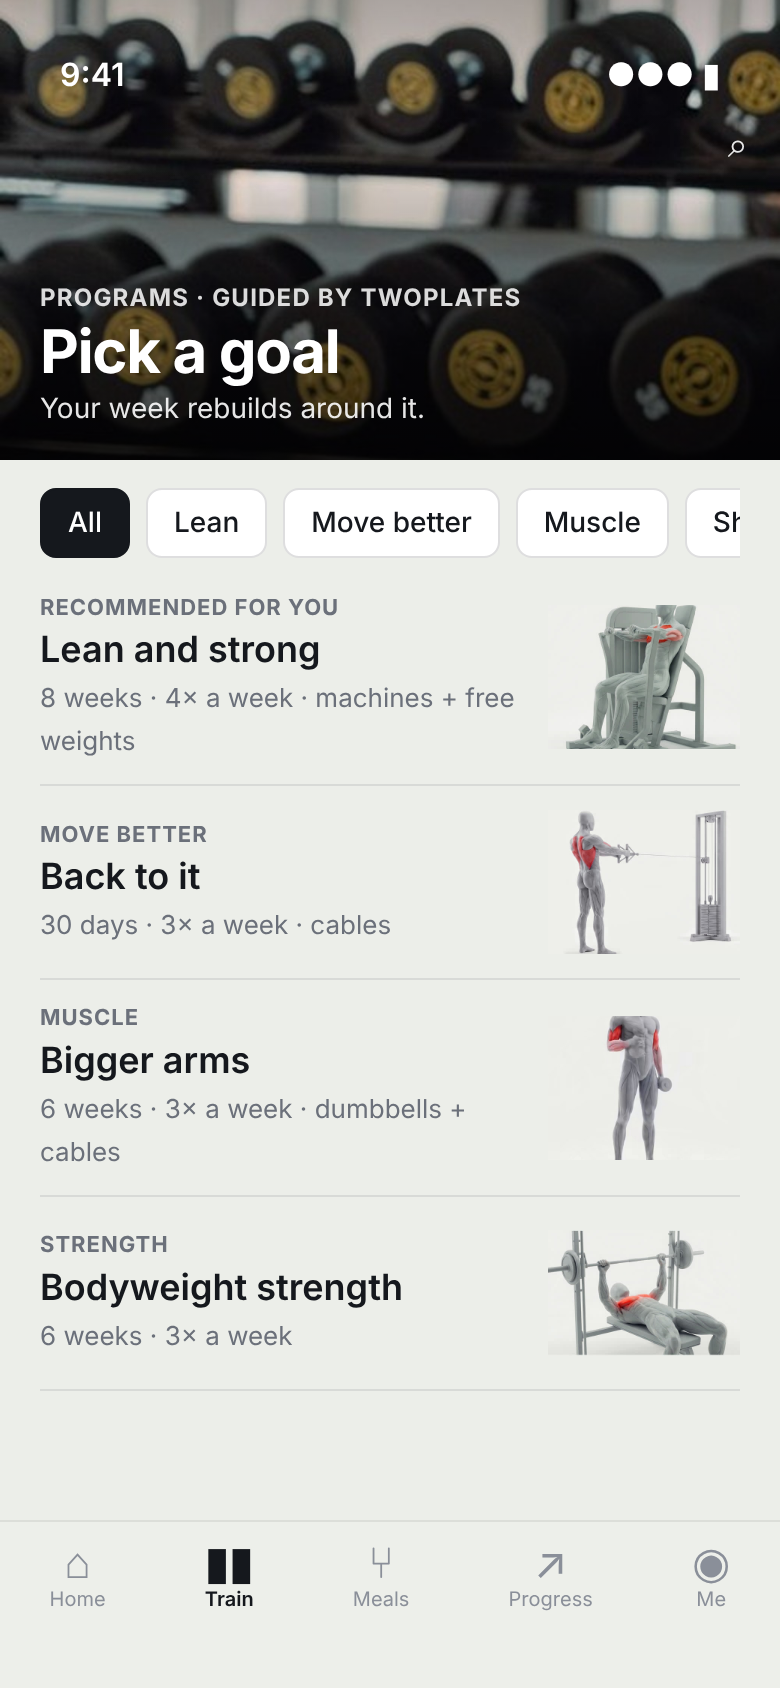 9:41
PROGRAMS · GUIDED BY TWOPLATES
Pick a goal
Your week rebuilds around it.
All
Lean
Move better
Muscle
RECOMMENDED FOR YOU
Lean and strong
8 weeks · 4× a week · machines + free
weights
MOVE BETTER
Back to it
30 days · 3× a week · cables
MUSCLE
Bigger arms
6 weeks · 3× a week · dumbbells +
cables
STRENGTH
Bodyweight strength
6 weeks · 3× a week
Home
Train
Meals
Progress
Me